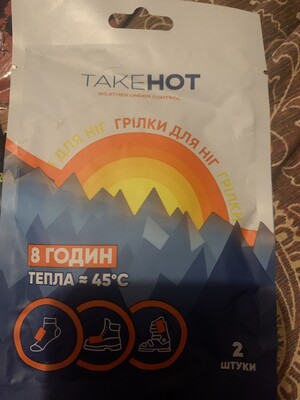 TAKEHOT
WEATHER UNDER CONTROL
ДЛЯ НІГ ГРІЛКИ ДЛЯ НІГ ГРІЛКИ
8 ГОДИН
ТЕПЛА ≈ 45°C
2
ШТУКИ